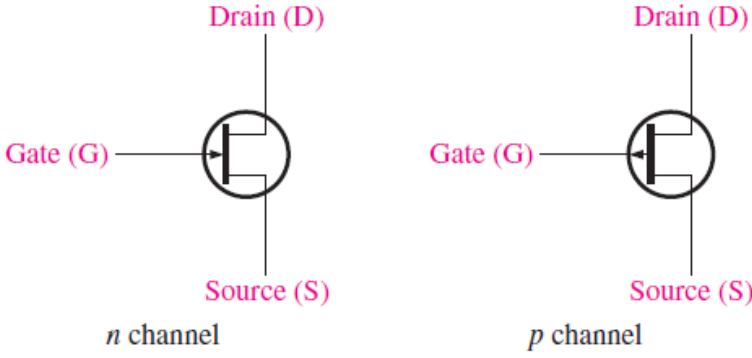 Drain (D)
Drain (D)
Gate (G)
Gate (G)
Source (S)
Source (S)
n channel
p channel